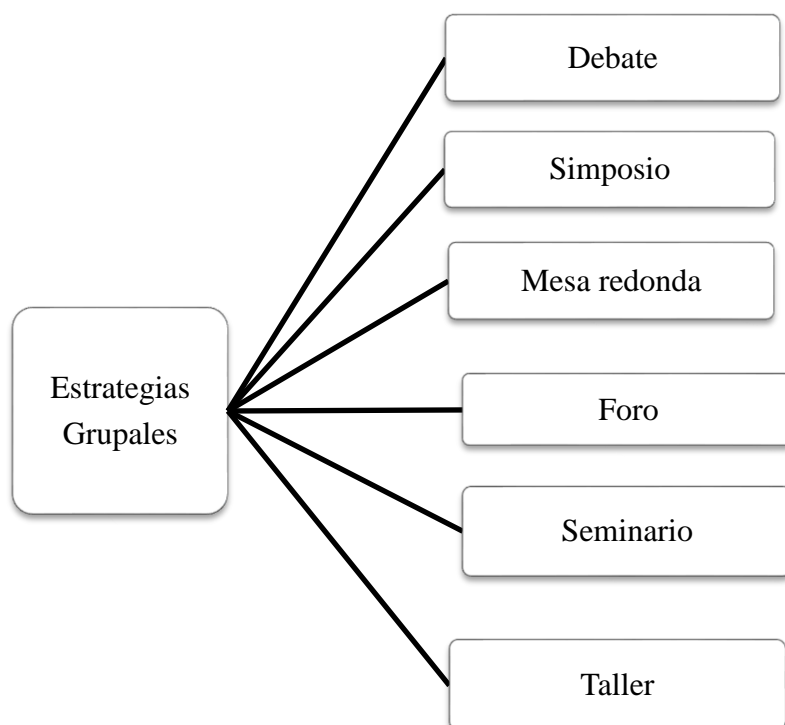 Estrategias
Grupales
Debate
Simposio
Mesa redonda
Foro
Seminario
Taller